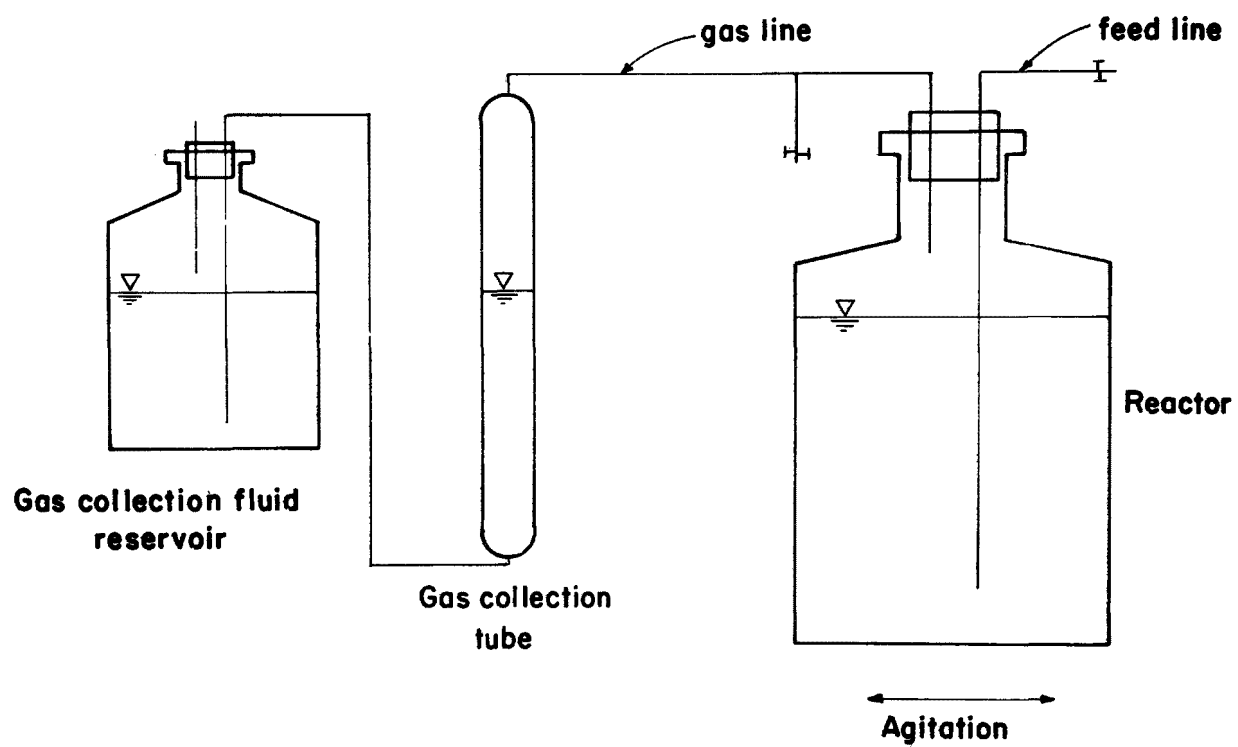 gas line
feed line
Reactor
Gas collection fluid
reservoir
Gas collection
tube
Agitation